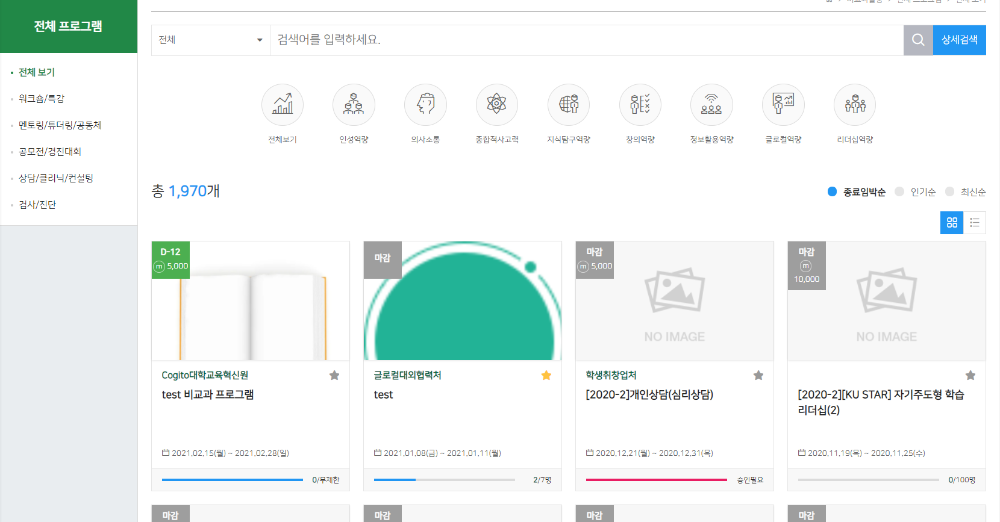 전체 프로그램
전체 보기
워크숍/특강
멘토링/튜더링/공동체
공모전/경진대회
상담/클리닉/컨설팅
검사/진단
전체
검색어를 입력하세요.
상세검색
전체보기
인성역량
의사소통
종합적사고력
지식탐구역량
창의역량
정보활용역량
글로컬역량
리더십역량
총 1,970개
종료임박순
인기순
최신순
D-12
m 5,000
Cogito대학교육혁신원
test 비교과 프로그램
2021.02.15(월) ~ 2021.02.28(일)
0/무제한
마감
글로컬대외협력처
test
2021.01.08(금) ~ 2021.01.11(월)
2/7명
마감
m 5,000
NO IMAGE
학생취창업처
[2020-2]개인상담(심리상담)
2020.12.21(월) ~ 2020.12.31(목)
승인필요
마감
m
10,000
NO IMAGE
[2020-2][KU STAR] 자기주도형 학습
리더십(2)
2020.11.19(목) ~ 2020.11.25(수)
0/100명
마감
마감
마감
마감